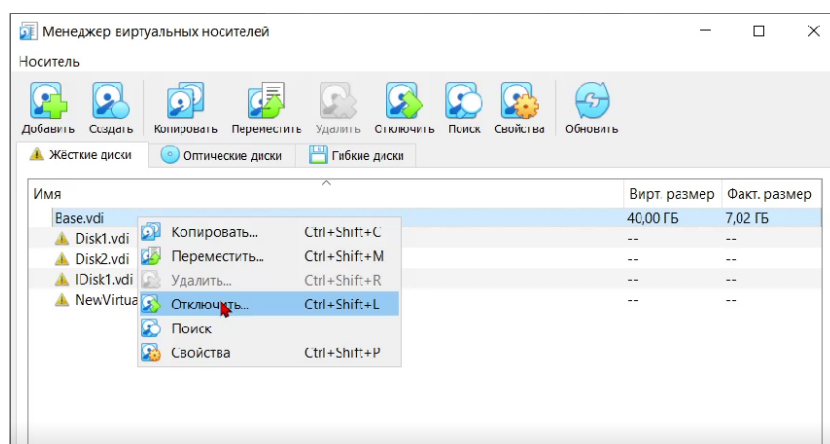 Менеджер виртуальных носителей
Носитель
Добавить Создать Копировать Переместить Удалить Отключить Поиск Свойства Обновить
Жёсткие диски Оптические диски Гибкие диски
Имя Вирт. размер Факт. размер
Base.vdi 40,00 ГБ 7,02 ГБ
Disk1.vdi -- --
Disk2.vdi -- --
IDisk1.vdi -- --
NewVirtua -- --
Копировать... Ctrl+Shift+C
Переместить... Ctrl+Shift+M
Удалить... Ctrl+Shift+R
Отключить... Ctrl+Shift+L
Поиск
Свойства Ctrl+Shift+P